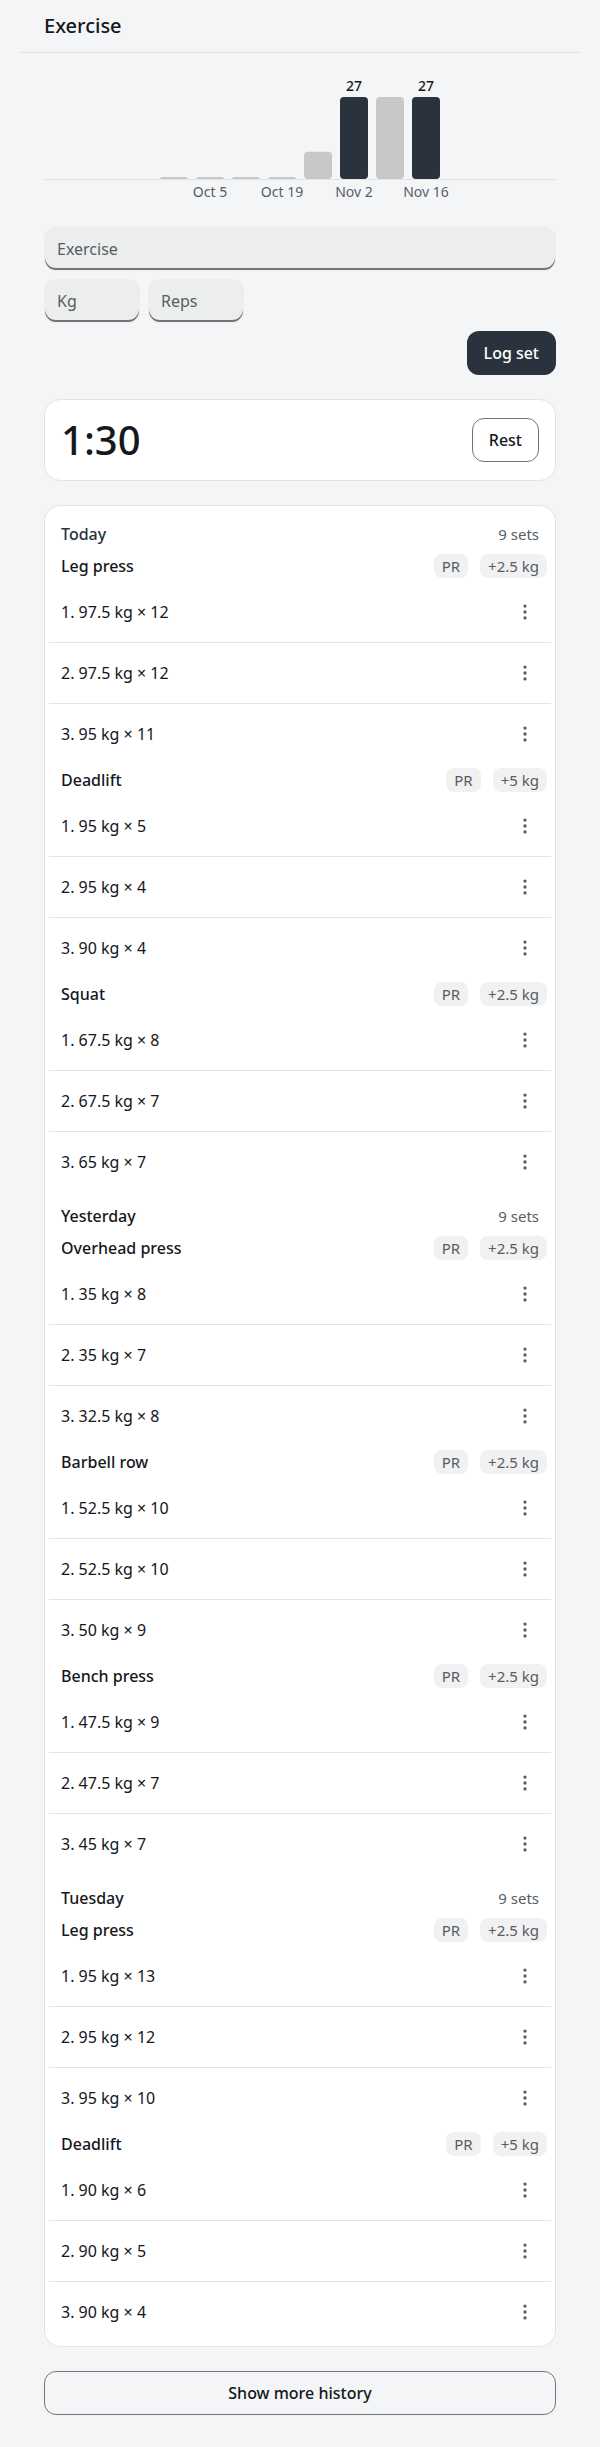 Exercise
27 27
Oct 5 Oct 19 Nov 2 Nov 16
Exercise
Kg Reps
Log set
1:30 Rest
Today 9 sets
Leg press PR +2.5 kg
1. 97.5 kg × 12
2. 97.5 kg × 12
3. 95 kg × 11
Deadlift PR +5 kg
1. 95 kg × 5
2. 95 kg × 4
3. 90 kg × 4
Squat PR +2.5 kg
1. 67.5 kg × 8
2. 67.5 kg × 7
3. 65 kg × 7
Yesterday 9 sets
Overhead press PR +2.5 kg
1. 35 kg × 8
2. 35 kg × 7
3. 32.5 kg × 8
Barbell row PR +2.5 kg
1. 52.5 kg × 10
2. 52.5 kg × 10
3. 50 kg × 9
Bench press PR +2.5 kg
1. 47.5 kg × 9
2. 47.5 kg × 7
3. 45 kg × 7
Tuesday 9 sets
Leg press PR +2.5 kg
1. 95 kg × 13
2. 95 kg × 12
3. 95 kg × 10
Deadlift PR +5 kg
1. 90 kg × 6
2. 90 kg × 5
3. 90 kg × 4
Show more history